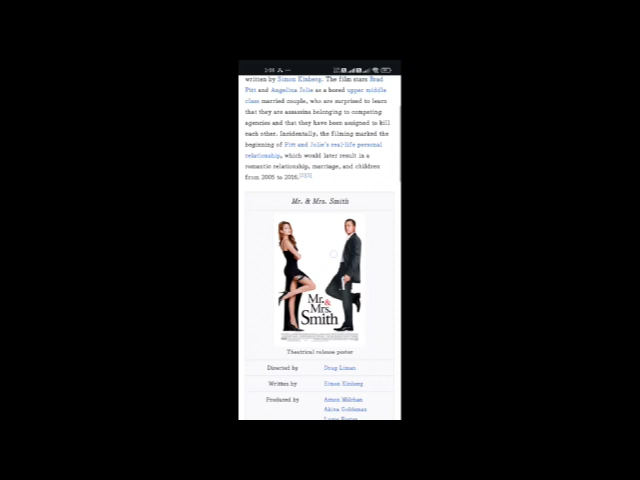 written by Simon Kinberg. The film stars Brad
Pitt and Angelina Jolie as a bored upper middle
class married couple, who are surprised to learn
that they are assassins belonging to competing
agencies and that they have been assigned to kill
each other. Incidentally, the filming marked the
beginning of Pitt and Jolie's real-life personal
relationship, which would later result in a
romantic relationship, marriage, and children
from 2005 to 2016.
Mr. & Mrs. Smith
Mr. &
Mrs.
Smith
Theatrical release poster
Directed by Doug Liman
Written by Simon Kinberg
Produced by Arnon Milchan
Akiva Goldsman